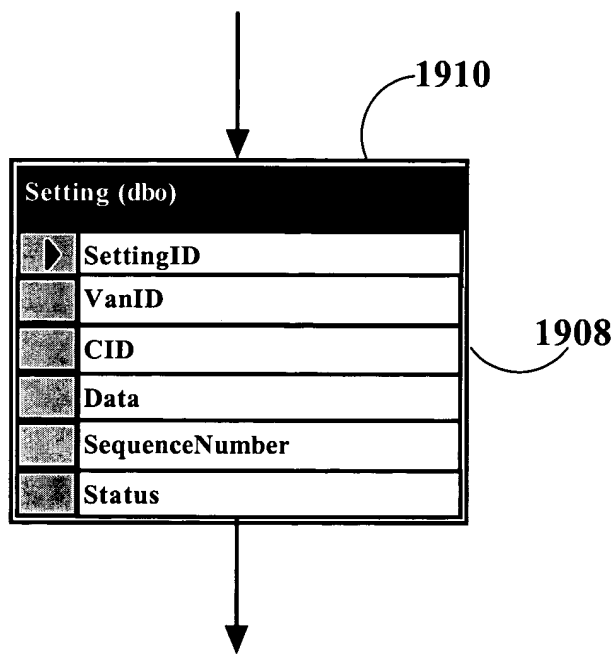 1910
Setting (dbo)
SettingID
VanID
CID
1908
Data
SequenceNumber
Status